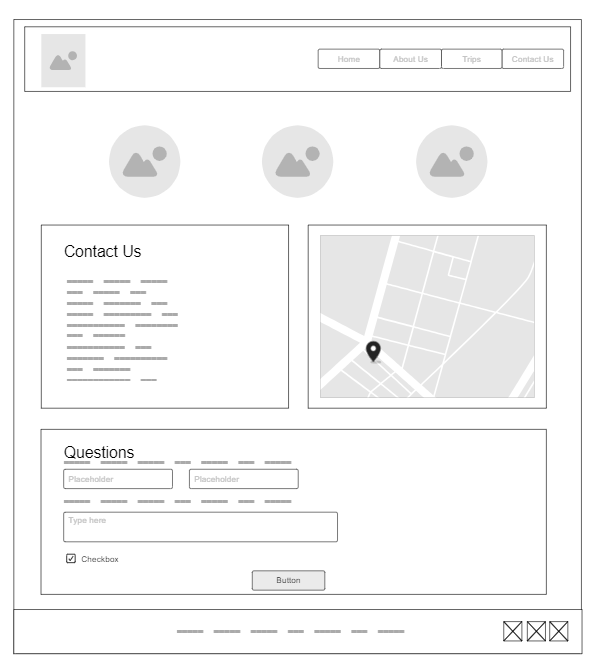 Home About Us Trips Contact Us
Contact Us
Questions
Placeholder Placeholder
Type here
Checkbox
Button